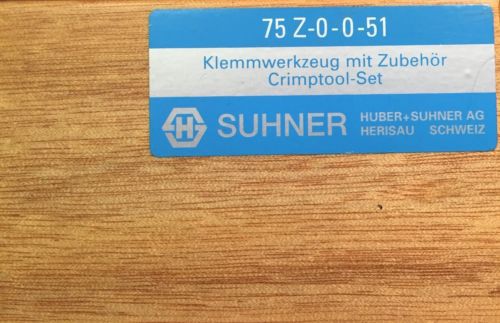 75 Z-0-0-51
Klemmwerkzeug mit Zubehör
Crimptool-Set
SUHNER
HUBER+SUHNER AG
HERISAU SCHWEIZ